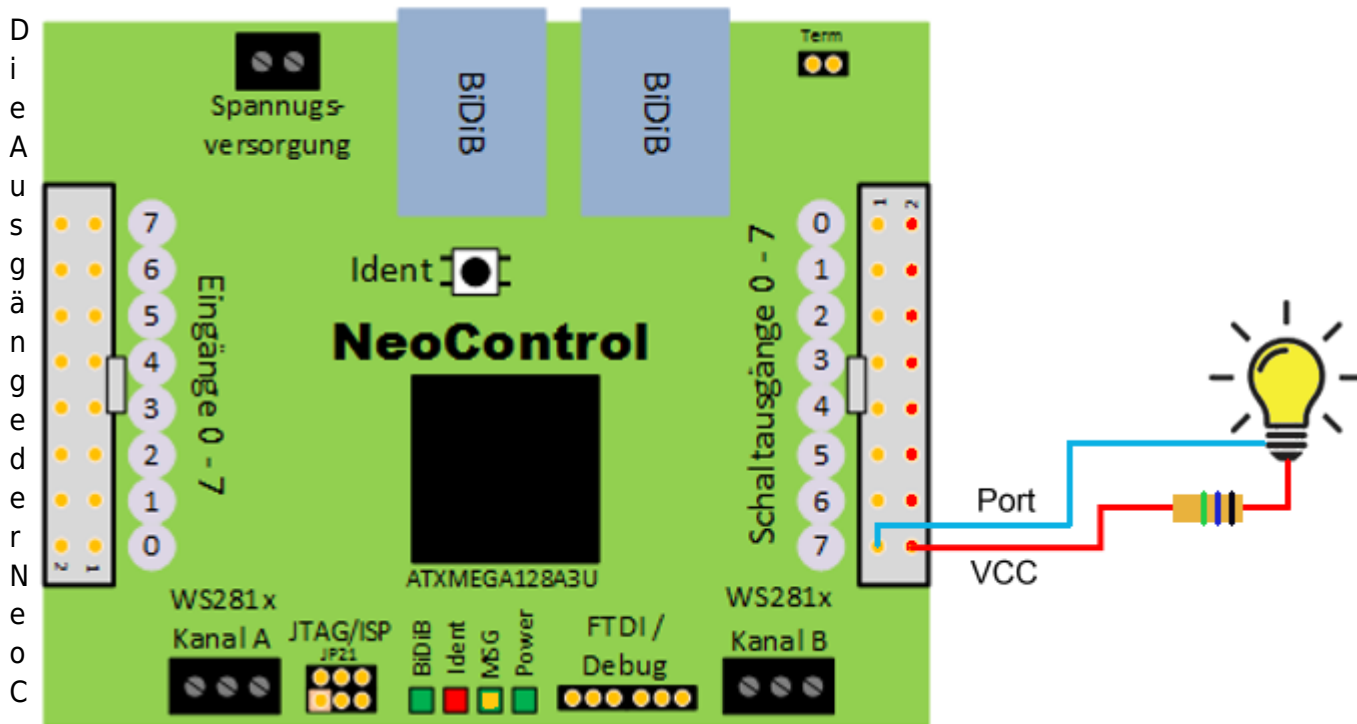 D
i
e
A
u
s
g
ä
n
g
e
d
e
r
N
e
o
C
Term
Spannugs-
versorgung
BiDiB
BiDiB
1
2
7
6
5
4
3
2
1
0
2
1
Eingänge 0 - 7
Ident
NeoControl
ATXMEGA128A3U
Schaltausgänge 0 - 7
0
1
2
3
4
5
6
7
Port
VCC
WS281x
Kanal A
JTAG/ISP
JP21
BiDiB
Ident
MSG
Power
FTDI /
Debug
WS281x
Kanal B